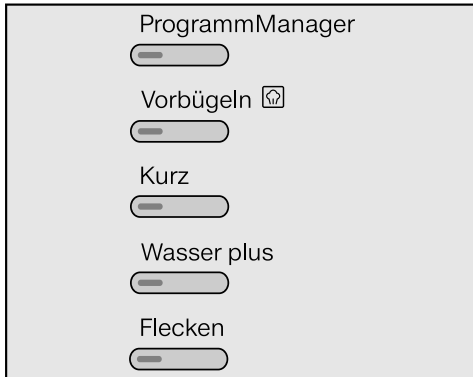 ProgrammManager
Vorbügeln
Kurz
Wasser plus
Flecken